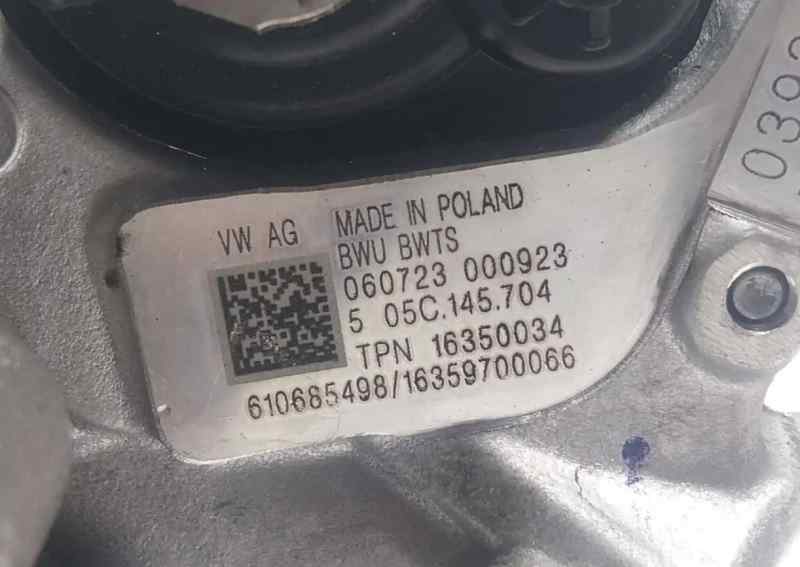 VW AG
MADE IN POLAND
BWU BWTS
060723 000923
5 05C.145.704
TPN 16350034
610685498/16359700066